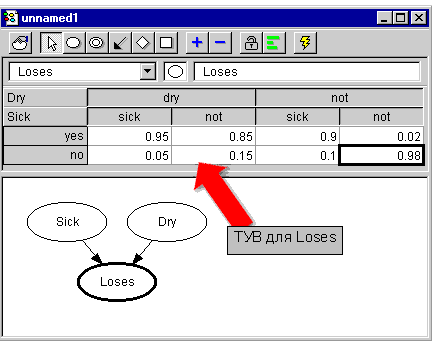 unnamed1
Loses Loses
Dry dry not
Sick sick not sick not
yes 0.95 0.85 0.9 0.02
no 0.05 0.15 0.1 0.98
ТУВ для Loses
Sick Dry
Loses